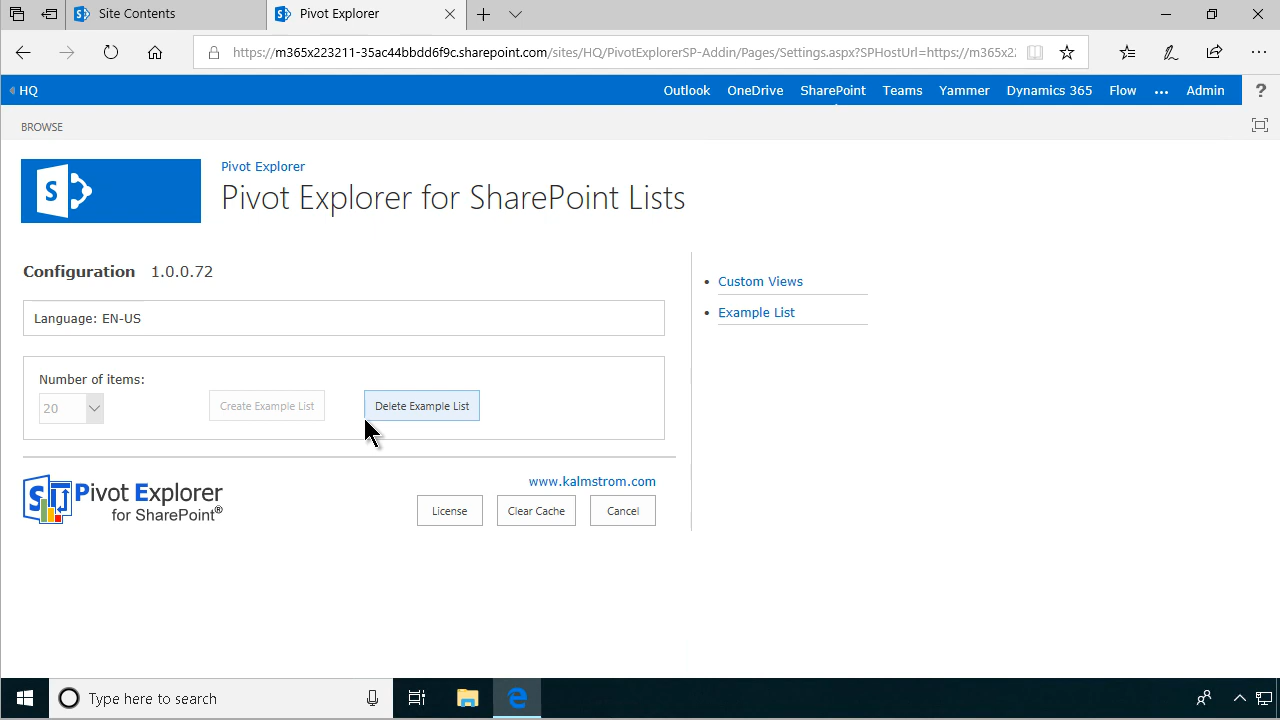 Site Contents
Pivot Explorer
https://m365x223211-35ac44bbdd6f9c.sharepoint.com/sites/HQ/PivotExplorerSP-Addin/Pages/Settings.aspx?SPHostUrl=https://m365x22
HQ
Outlook OneDrive SharePoint Teams Yammer Dynamics 365 Flow ... Admin ?
BROWSE
S
Pivot Explorer
Pivot Explorer for SharePoint Lists
Configuration 1.0.0.72
Custom Views
Language: EN-US
Example List
Number of items:
20
Create Example List
Delete Example List
Pivot Explorer
for SharePoint®
www.kalmstrom.com
License
Clear Cache
Cancel
Type here to search